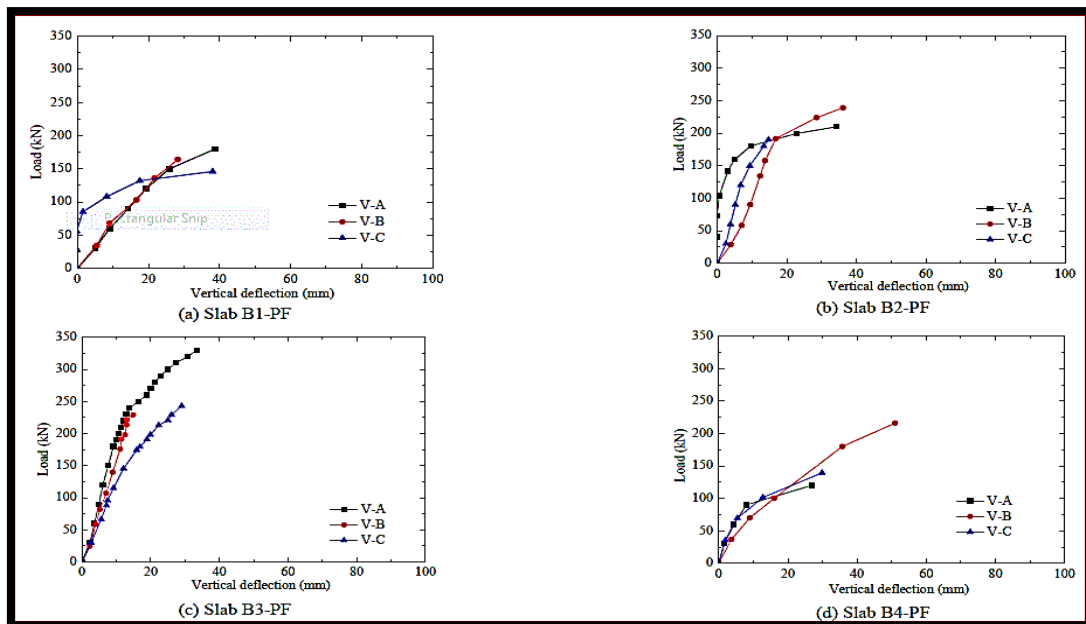 350
300
250
200
150
100
50
0
Load (kN)
Rectangular Snip
V-A
V-B
V-C
0 20 40 60 80 100
Vertical deflection (mm)
(a) Slab B1-PF
350
300
250
200
150
100
50
0
Load (kN)
V-A
V-B
V-C
0 20 40 60 80 100
Vertical deflection (mm)
(b) Slab B2-PF
350
300
250
200
150
100
50
0
Load (kN)
V-A
V-B
V-C
0 20 40 60 80 100
Vertical deflection (mm)
(c) Slab B3-PF
350
300
250
200
150
100
50
0
Load (kN)
V-A
V-B
V-C
0 20 40 60 80 100
Vertical deflection (mm)
(d) Slab B4-PF